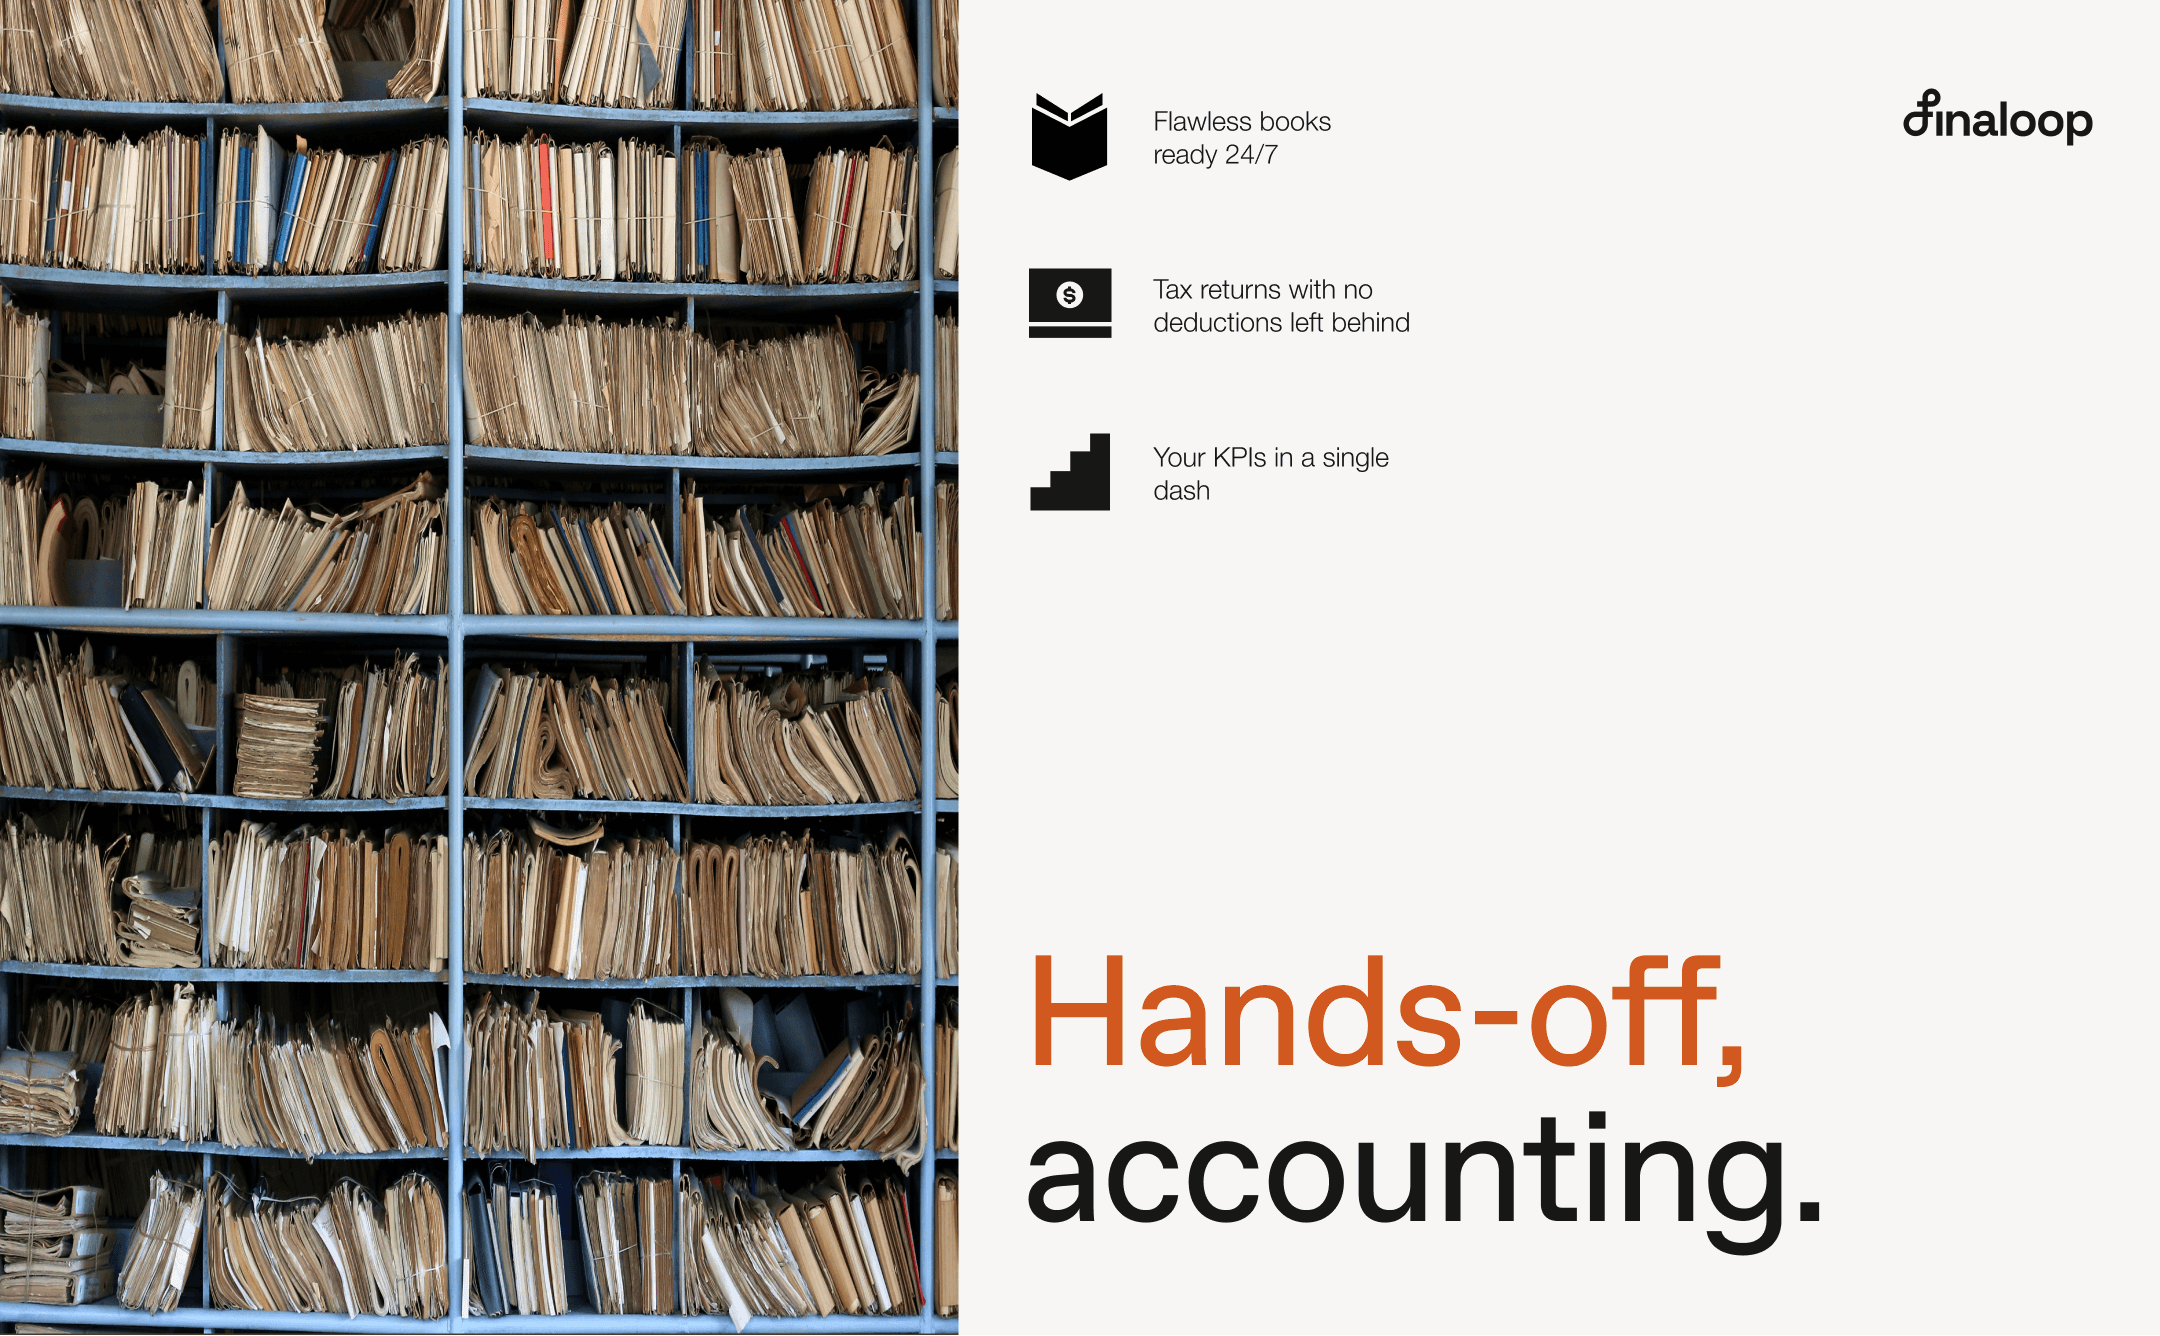 Flawless books
ready 24/7
finaloop
Tax returns with no
deductions left behind
Your KPIs in a single
dash
Hands-off,
accounting.